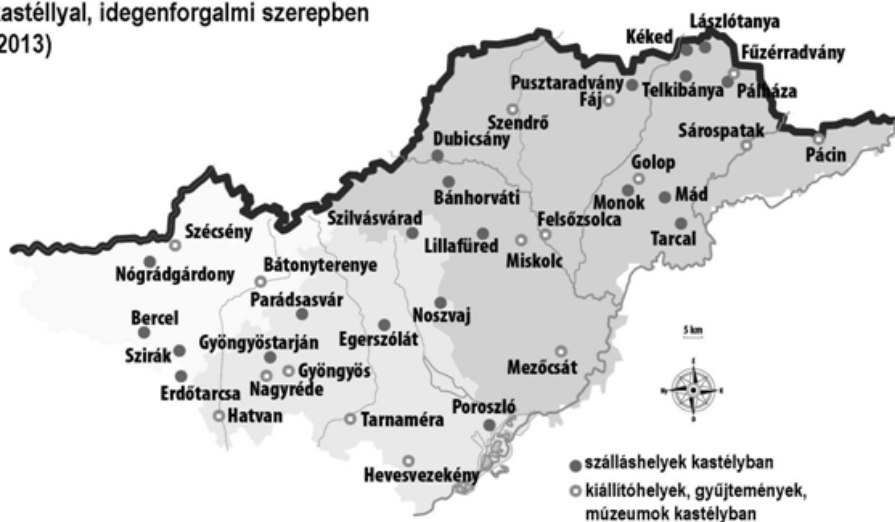 kastéllyal, idegenforgalmi szerepben
2013)
Lászlótanya
Kéked
Fűzérradvány
Pusztaradvány
Telkibánya
Pálháza
Fáj
Szendrő
Sárospatak
Dubicsány
Pácin
Golop
Bánhorváti
Monok
Mád
Szilvásvárad
Felsőzsolca
Szécsény
Lillafüred
Tarcal
Miskolc
Nógrádgárdony
Bátonyterenye
Parádsasvár
Bercel
Noszvaj
Gyöngyöstarján
Egerszólát
5 km
Szirák
Gyöngyös
Mezőcsát
Erdőtarcsa
Nagyréde
Hatvan
Tarnaméra
Poroszló
Hevesvezekény
szálláshelyek kastélyban
kiállítóhelyek, gyűjtemények,
múzeumok kastélyban